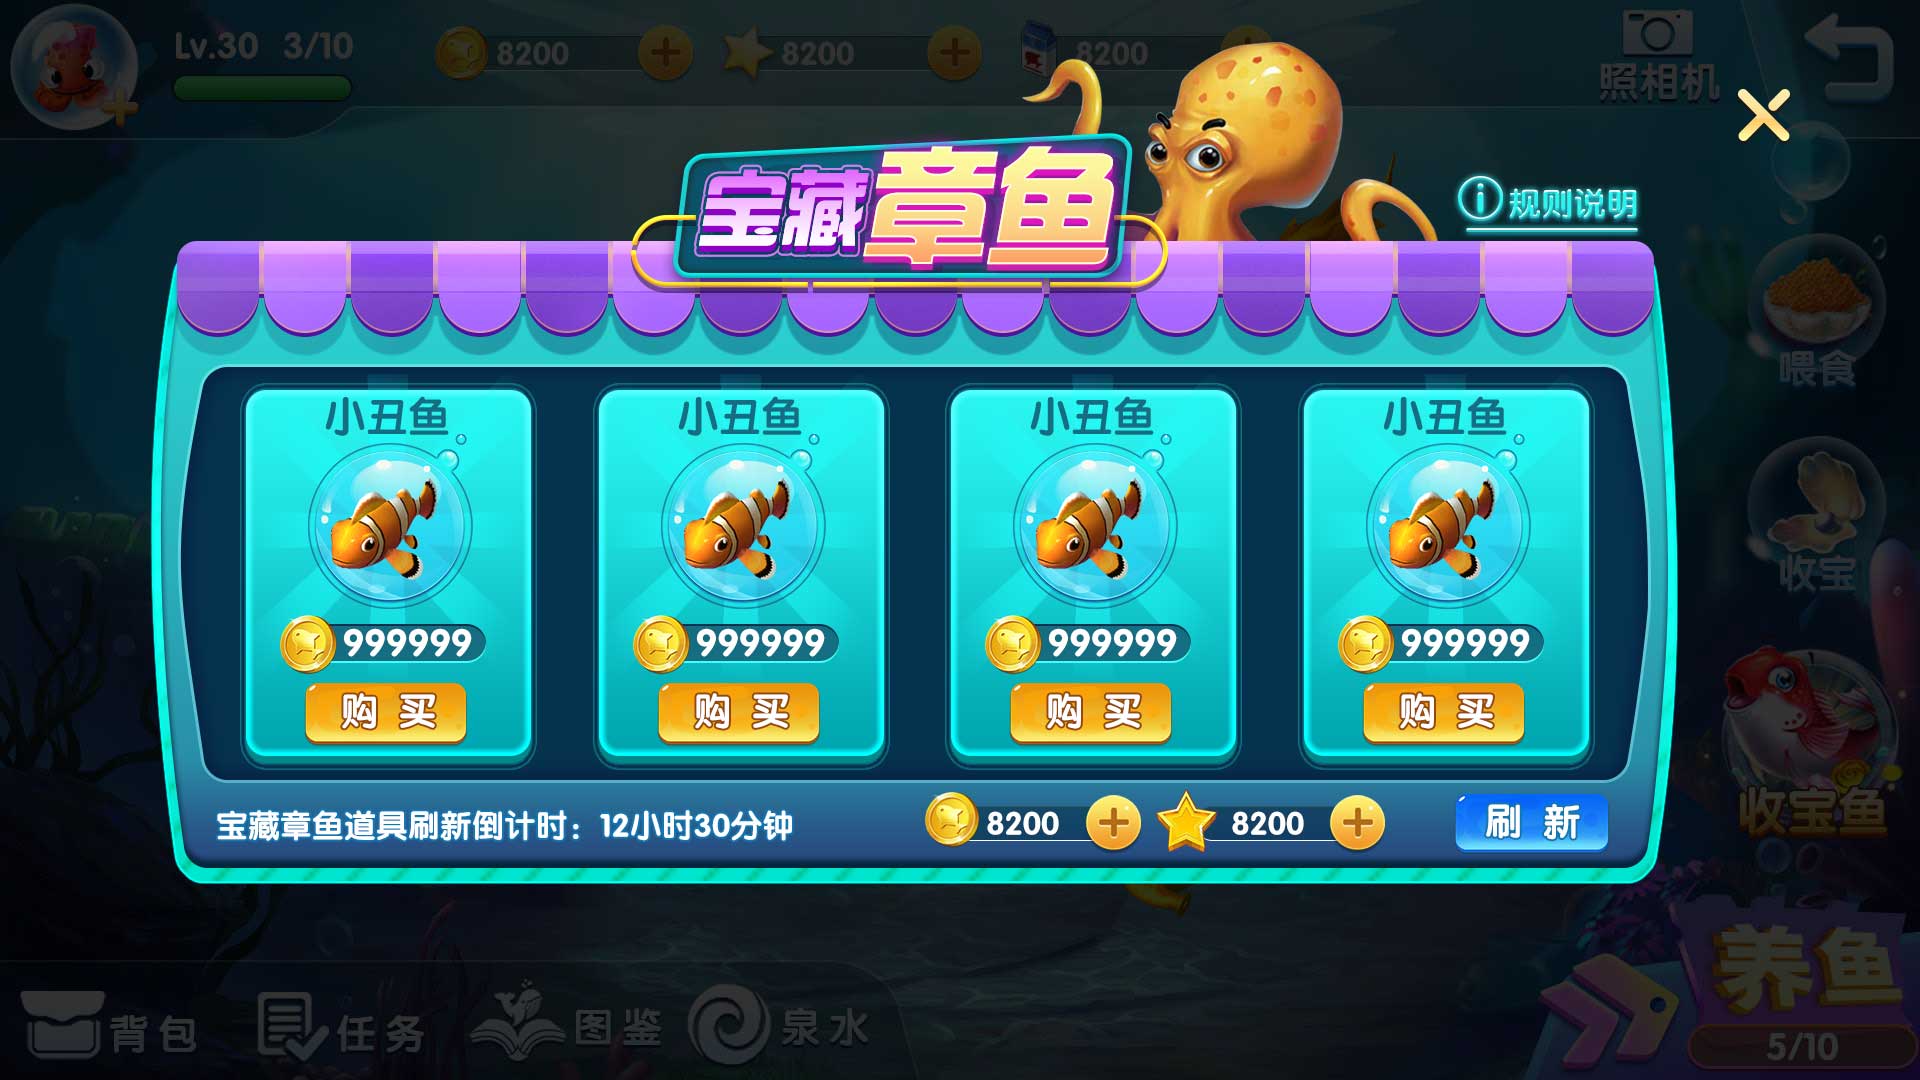 Lv.30 3/10
8200
8200
8200
照相机
宝藏章鱼
规则说明
小丑鱼
999999
购买
小丑鱼
999999
购买
小丑鱼
999999
购买
小丑鱼
999999
购买
宝藏章鱼道具刷新倒计时：12小时30分钟
8200
8200
刷新
喂食
收宝
收宝鱼
养鱼
5/10
背包
任务
图鉴
泉水